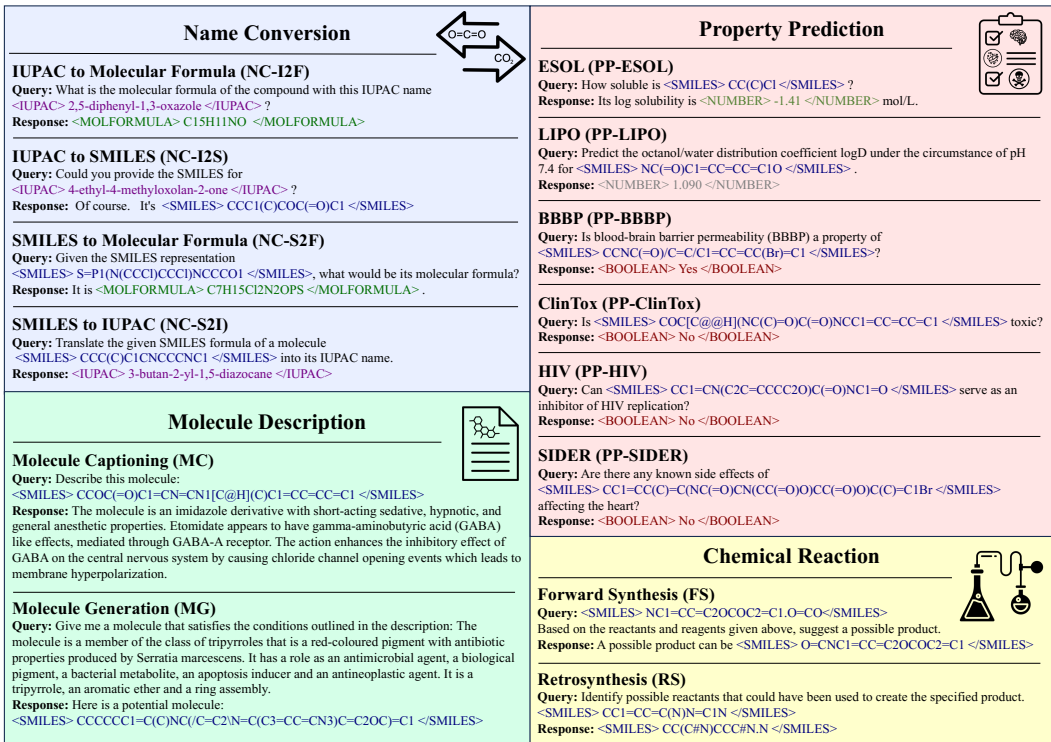 Name Conversion
O=C=O
CO2
IUPAC to Molecular Formula (NC-I2F)
Query: What is the molecular formula of the compound with this IUPAC name
<IUPAC> 2,5-diphenyl-1,3-oxazole </IUPAC> ?
Response: <MOLFORMULA> C15H11NO </MOLFORMULA>
IUPAC to SMILES (NC-I2S)
Query: Could you provide the SMILES for
<IUPAC> 4-ethyl-4-methyloxolan-2-one </IUPAC> ?
Response: Of course. It's <SMILES> CCC1(C)COC(=O)C1 </SMILES>
SMILES to Molecular Formula (NC-S2F)
Query: Given the SMILES representation
<SMILES> S=P1(N(CCCl)CCCl)NCCCO1 </SMILES>, what would be its molecular formula?
Response: It is <MOLFORMULA> C7H15Cl2N2OPS </MOLFORMULA> .
SMILES to IUPAC (NC-S2I)
Query: Translate the given SMILES formula of a molecule
<SMILES> CCC(C)C1CNCCCNC1 </SMILES> into its IUPAC name.
Response: <IUPAC> 3-butan-2-yl-1,5-diazocane </IUPAC>
Molecule Description
Molecule Captioning (MC)
Query: Describe this molecule:
<SMILES> CCOC(=O)C1=CN=CN1[C@H](C)C1=CC=CC=C1 </SMILES>
Response: The molecule is an imidazole derivative with short-acting sedative, hypnotic, and
general anesthetic properties. Etomidate appears to have gamma-aminobutyric acid (GABA)
like effects, mediated through GABA-A receptor. The action enhances the inhibitory effect of
GABA on the central nervous system by causing chloride channel opening events which leads to
membrane hyperpolarization.
Molecule Generation (MG)
Query: Give me a molecule that satisfies the conditions outlined in the description: The
molecule is a member of the class of tripyrroles that is a red-coloured pigment with antibiotic
properties produced by Serratia marcescens. It has a role as an antimicrobial agent, a biological
pigment, a bacterial metabolite, an apoptosis inducer and an antineoplastic agent. It is a
tripyrrole, an aromatic ether and a ring assembly.
Response: Here is a potential molecule:
<SMILES> CCCCCC1=C(C)NC(/C=C2\N=C(C3=CC=CN3)C=C2OC)=C1 </SMILES>
Property Prediction
ESOL (PP-ESOL)
Query: How soluble is <SMILES> CC(C)Cl </SMILES> ?
Response: Its log solubility is <NUMBER> -1.41 </NUMBER> mol/L.
LIPO (PP-LIPO)
Query: Predict the octanol/water distribution coefficient logD under the circumstance of pH
7.4 for <SMILES> NC(=O)C1=CC=CC=C1O </SMILES> .
Response: <NUMBER> 1.090 </NUMBER>
BBBP (PP-BBBP)
Query: Is blood-brain barrier permeability (BBBP) a property of
<SMILES> CCNC(=O)/C=C/C1=CC=CC(Br)=C1 </SMILES>?
Response: <BOOLEAN> Yes </BOOLEAN>
ClinTox (PP-ClinTox)
Query: Is <SMILES> COC[C@@H](NC(C)=O)C(=O)NCC1=CC=CC=C1 </SMILES> toxic?
Response: <BOOLEAN> No </BOOLEAN>
HIV (PP-HIV)
Query: Can <SMILES> CC1=CN(C2C=CCCC2O)C(=O)NC1=O </SMILES> serve as an
inhibitor of HIV replication?
Response: <BOOLEAN> No </BOOLEAN>
SIDER (PP-SIDER)
Query: Are there any known side effects of
<SMILES> CC1=CC(C)=C(NC(=O)CN(CC(=O)O)CC(=O)O)C(C)=C1Br </SMILES>
affecting the heart?
Response: <BOOLEAN> No </BOOLEAN>
Chemical Reaction
Forward Synthesis (FS)
Query: <SMILES> NC1=CC=C2OCOC2=C1.O=CO</SMILES>
Based on the reactants and reagents given above, suggest a possible product.
Response: A possible product can be <SMILES> O=CNC1=CC=C2OCOC2=C1 </SMILES>
Retrosynthesis (RS)
Query: Identify possible reactants that could have been used to create the specified product.
<SMILES> CC1=CC=C(N)N=C1N </SMILES>
Response: <SMILES> CC(C#N)CCC#N.N </SMILES>